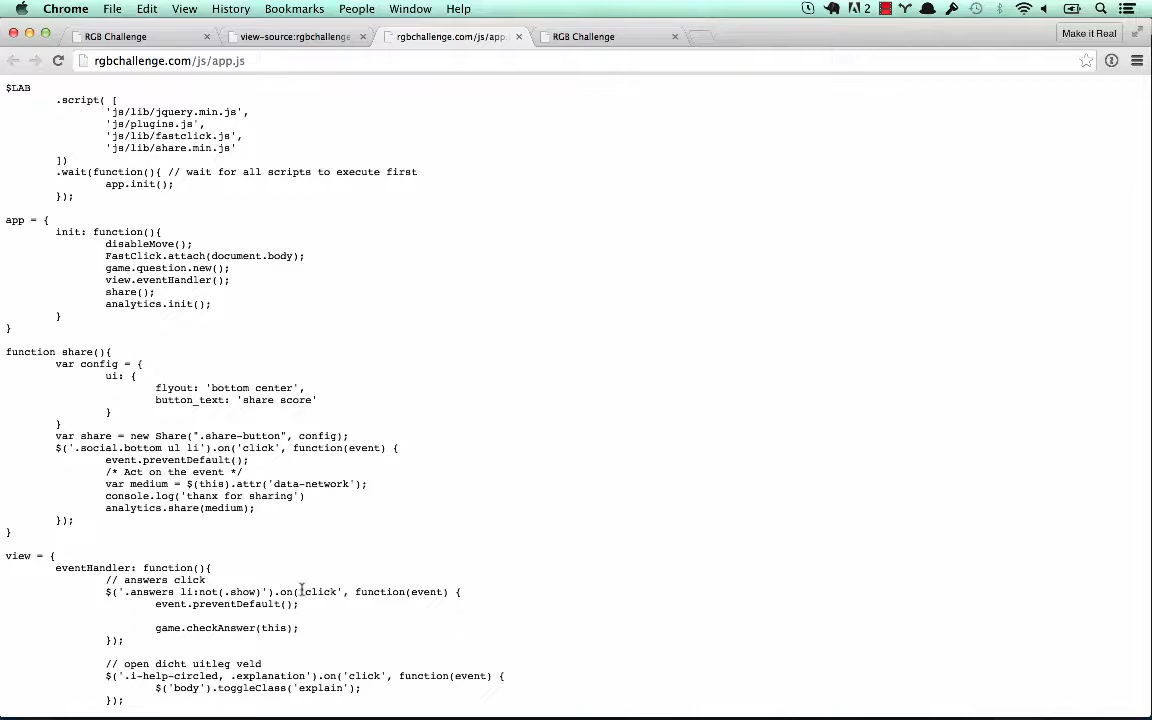 Chrome File Edit View History Bookmarks People Window Help 2
RGB Challenge view-source:rgbchallenge rgbchallenge.com/js/app. RGB Challenge Make it Real
rgbchallenge.com/js/app.js
$LAB
.script( [
'js/lib/jquery.min.js',
'js/plugins.js',
'js/lib/fastclick.js',
'js/lib/share.min.js'
])
.wait(function(){ // wait for all scripts to execute first
app.init();
});
app = {
init: function(){
disableMove();
FastClick.attach(document.body);
game.question.new();
view.eventHandler();
share();
analytics.init();
}
}
function share(){
var config = {
ui: {
flyout: 'bottom center',
button_text: 'share score'
}
}
var share = new Share(".share-button", config);
$('.social.bottom ul li').on('click', function(event) {
event.preventDefault();
/* Act on the event */
var medium = $(this).attr('data-network');
console.log('thanx for sharing')
analytics.share(medium);
});
}
view = {
eventHandler: function(){
// answers click
$('.answers li:not(.show)').on('click', function(event) {
event.preventDefault();
game.checkAnswer(this);
});
// open dicht uitleg veld
$('.i-help-circled, .explanation').on('click', function(event) {
$('body').toggleClass('explain');
});